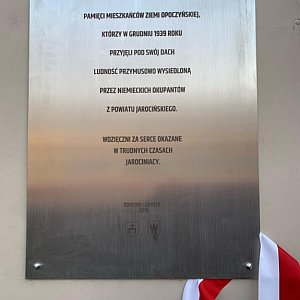 PAMIĘCI MIESZKAŃCÓW ZIEMI OPOCZYŃSKIEJ,
KTÓRZY W GRUDNIU 1939 ROKU
PRZYJĘLI POD SWÓJ DACH
LUDNOŚĆ PRZYMUSOWO WYSIEDLONĄ
PRZEZ NIEMIECKICH OKUPANTÓW
Z POWIATU JAROCIŃSKIEGO.
WDZIĘCZNI ZA SERCE OKAZANE
W TRUDNYCH CZASACH
JAROCINIACY.
OPOCZNO -